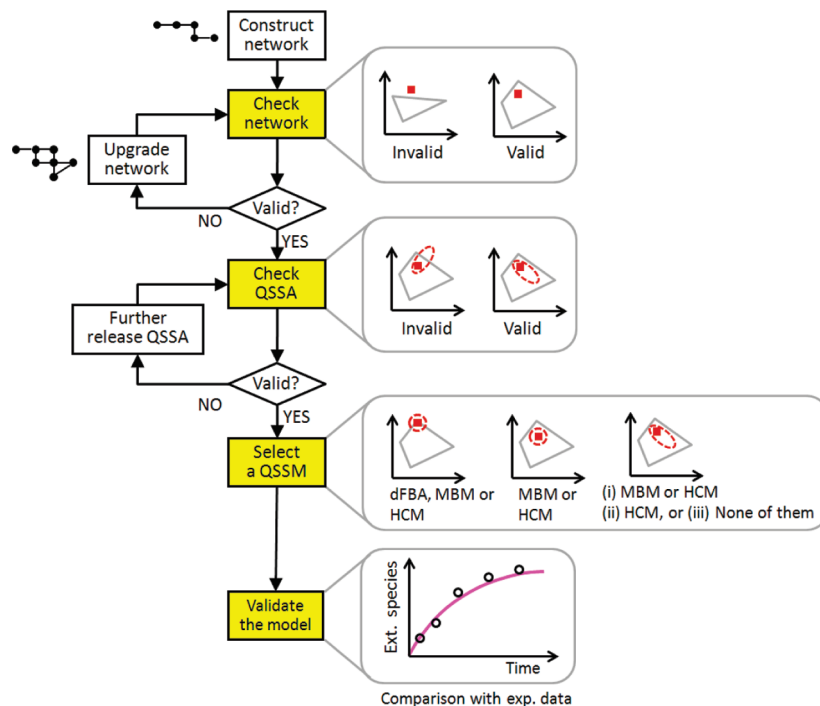 Construct
network
Check
network
Invalid
Valid
Upgrade
network
Valid?
NO
YES
Check
QSSA
Invalid
Valid
Further
release QSSA
Valid?
NO
YES
Select
a QSSM
dFBA, MBM or
HCM
MBM or
HCM
(i) MBM or HCM
(ii) HCM, or (iii) None of them
Validate
the model
Ext. species
Time
Comparison with exp. data